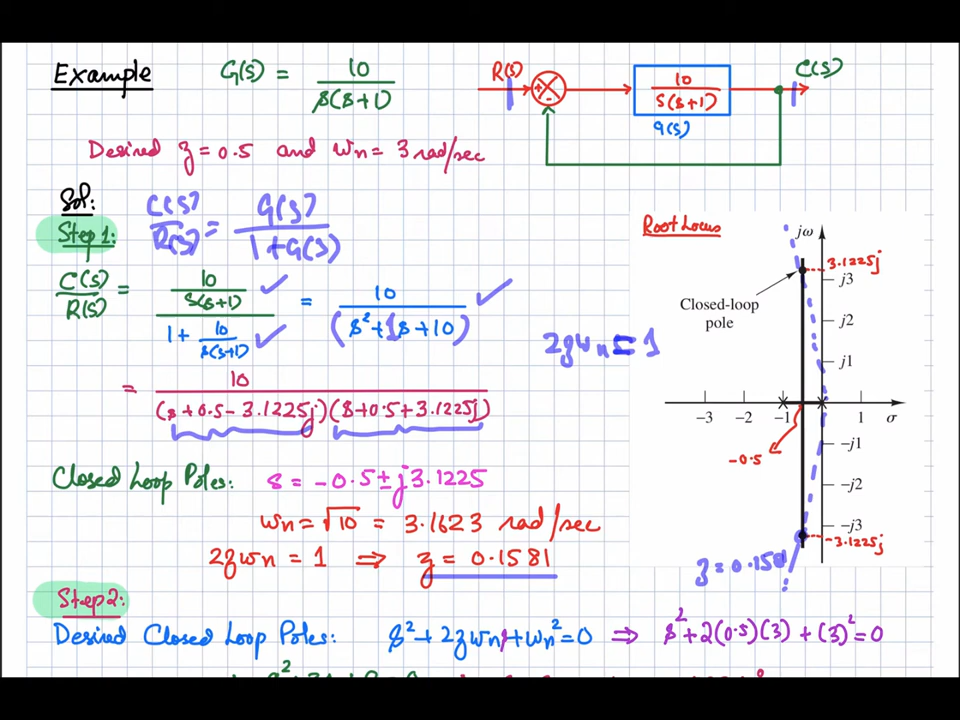 Example G(s) = 10 / s(s+1)
R(s) + - 10 / s(s+1) G(s) C(s)
Desired ζ = 0.5 and ωn = 3 rad/sec
Sol:
Step 1: C(s)/R(s) = G(s) / 1+G(s)
C(s)/R(s) = 10/s(s+1) / 1 + 10/s(s+1) = 10 / (s²+1s+10)
2ζωn = 1
= 10 / (s+0.5-3.1225j)(s+0.5+3.1225j)
Closed Loop Poles: s = -0.5 ± j3.1225
ωn = √10 = 3.1623 rad/sec
2ζωn = 1 ⇒ ζ = 0.1581
Root Locus
jω
3.1225j
j3
Closed-loop
pole
j2
j1
-3 -2 -1 1 σ
-0.5
-j1
-j2
-j3
-3.1225j
ζ = 0.1581
Step 2:
Desired Closed Loop Poles: s²+2ζωns+ωn²=0 ⇒ s²+2(0.5)(3)+(3)²=0